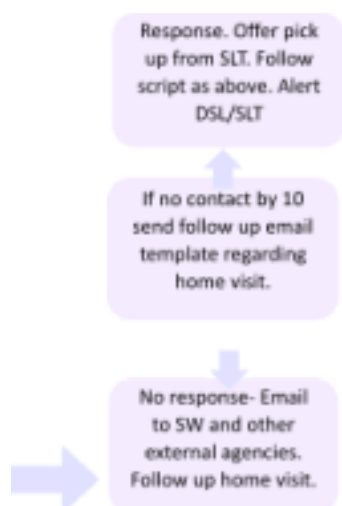 Response. Offer pick
up from SLT. Follow
script as above. Alert
DSL/SLT
If no contact by 10
send follow up email
template regarding
home visit.
No response- Email
to SW and other
external agencies.
Follow up home visit.